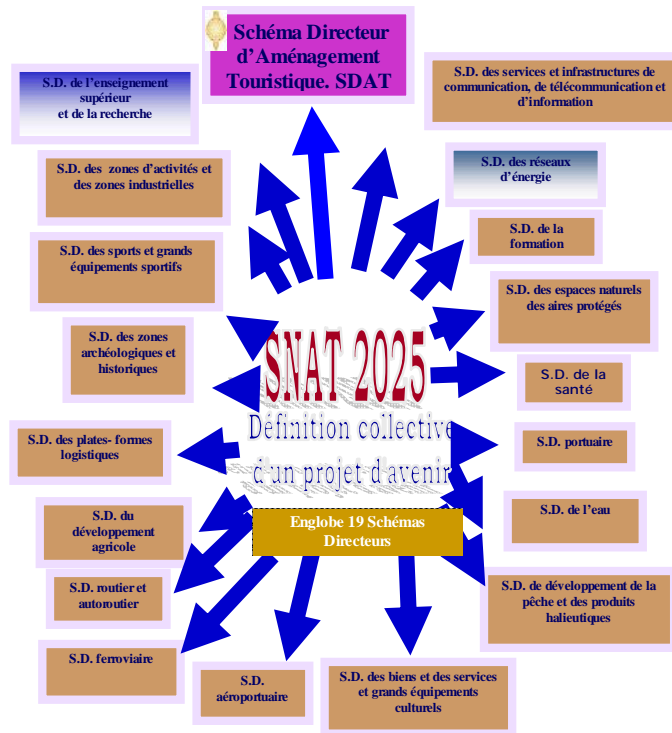 Schéma Directeur
d'Aménagement
Touristique. SDAT
S.D. de l'enseignement
supérieur
et de la recherche
S.D. des services et infrastructures de
communication, de télécommunication et
d'information
S.D. des réseaux
d'énergie
S.D. des zones d'activités et
des zones industrielles
S.D. de la
formation
S.D. des sports et grands
équipements sportifs
S.D. des espaces naturels
des aires protégés
S.D. des zones
archéologiques et
historiques
SNAT 2025
S.D. de la
santé
Définition collective
d'un projet d'avenir
S.D. des plates- formes
logistiques
S.D. portuaire
S.D. du
développement
agricole
Englobe 19 Schémas
Directeurs
S.D. de l'eau
S.D. routier et
autoroutier
S.D. de développement de la
pêche et des produits
halieutiques
S.D. ferroviaire
S.D.
aéroportuaire
S.D. des biens et des services
et grands équipements
culturels